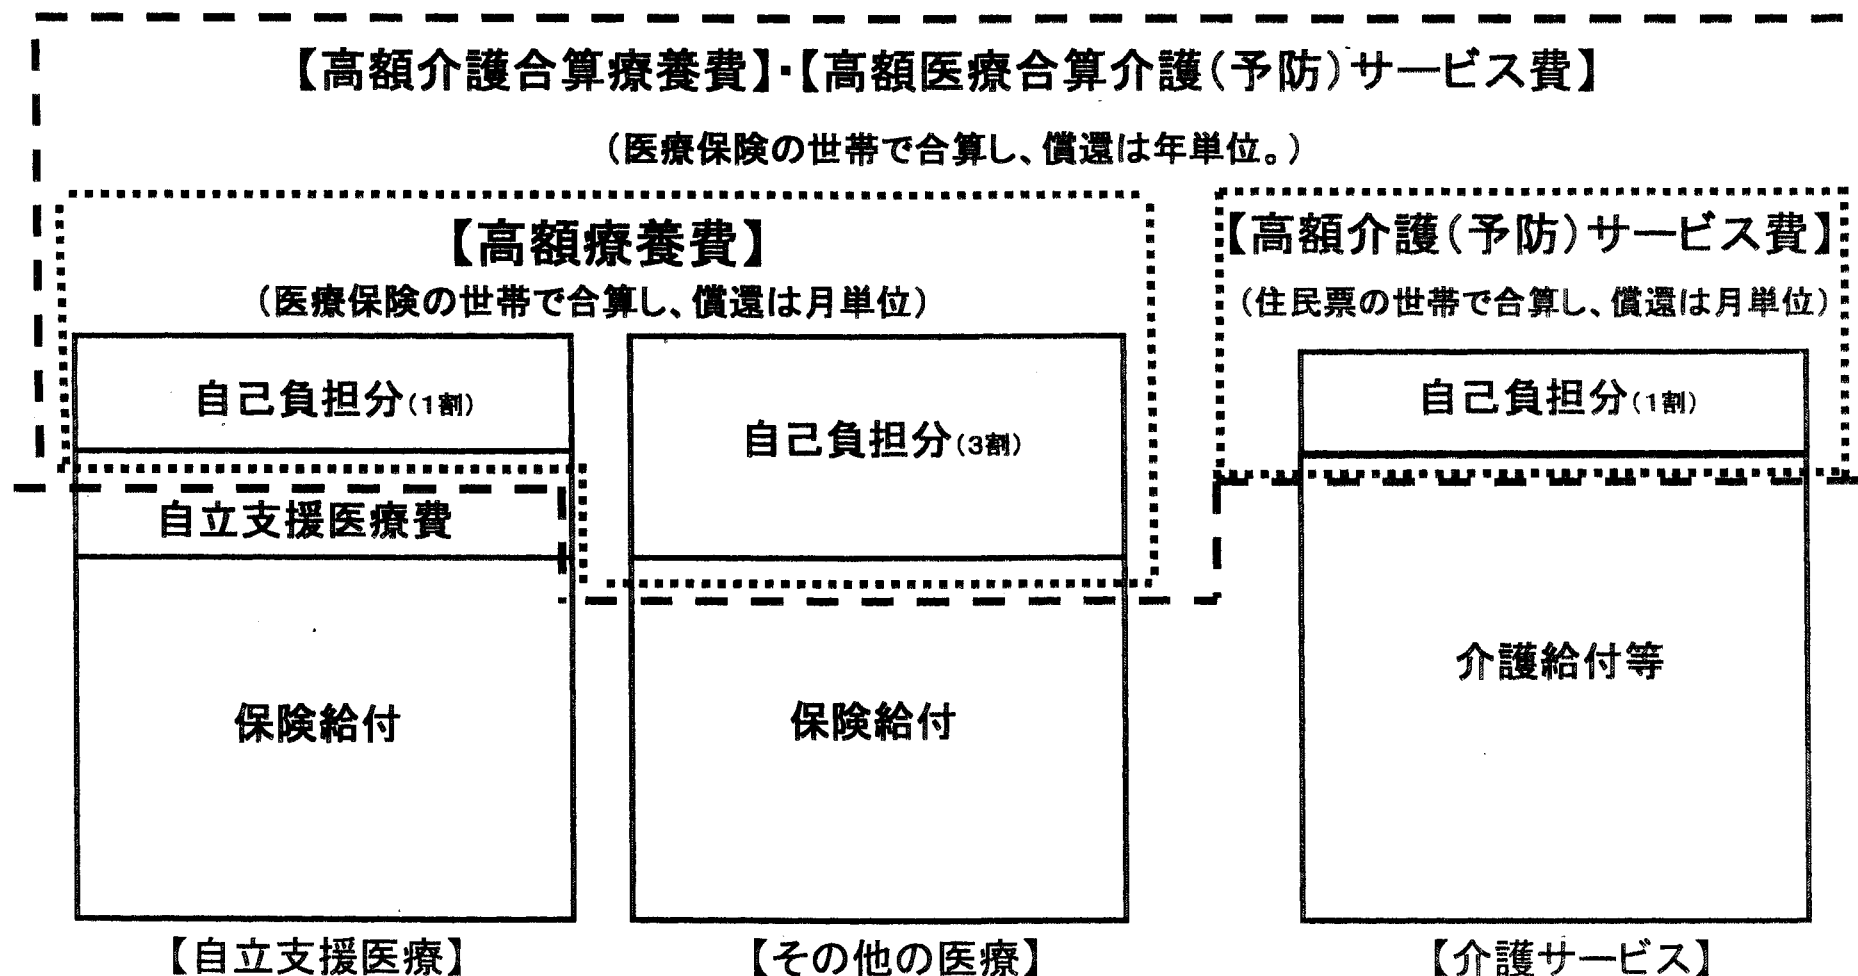 【高額介護合算療養費】・【高額医療合算介護(予防)サービス費】
(医療保険の世帯で合算し、償還は年単位。)
【高額療養費】
(医療保険の世帯で合算し、償還は月単位)
【高額介護(予防)サービス費】
(住民票の世帯で合算し、償還は月単位)
自己負担分(1割)
自己負担分(3割)
自己負担分(1割)
自立支援医療費
保険給付
保険給付
介護給付等
【自立支援医療】
【その他の医療】
【介護サービス】